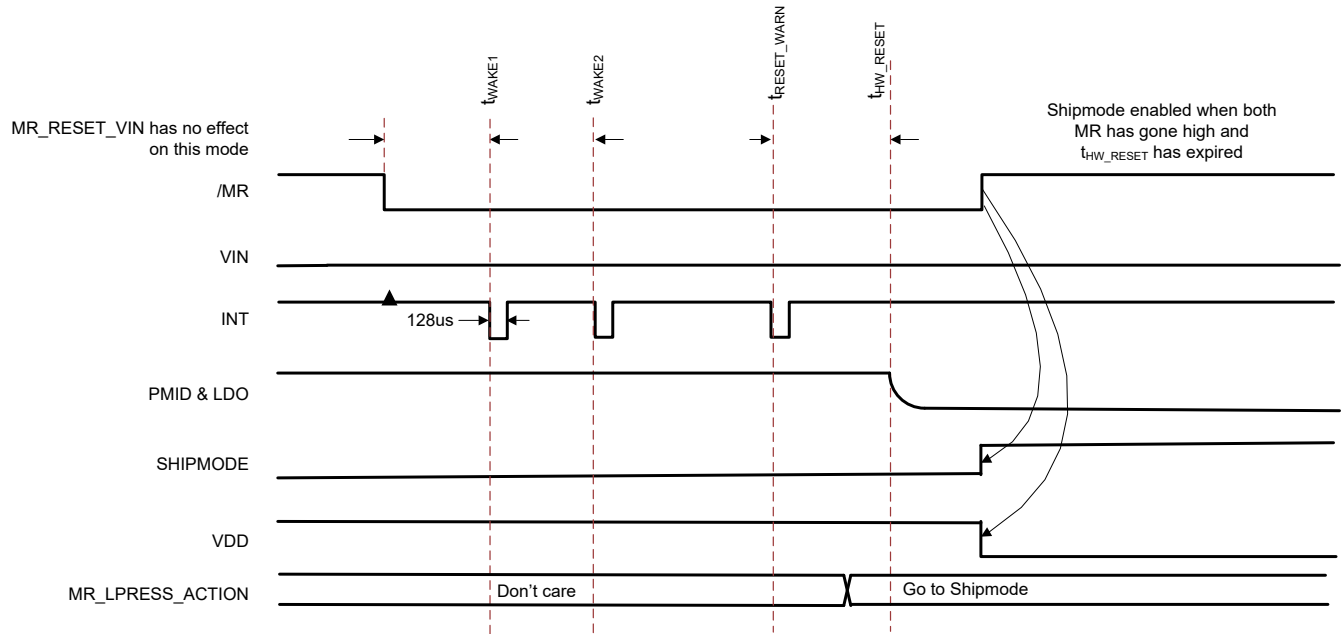 tWAKE1
tWAKE2
tRESET_WARN
tHW_RESET
MR_RESET_VIN has no effect
on this mode
Shipmode enabled when both
MR has gone high and
tHW_RESET has expired
/MR
VIN
INT
128us
PMID & LDO
SHIPMODE
VDD
MR_LPRESS_ACTION
Don't care
Go to Shipmode